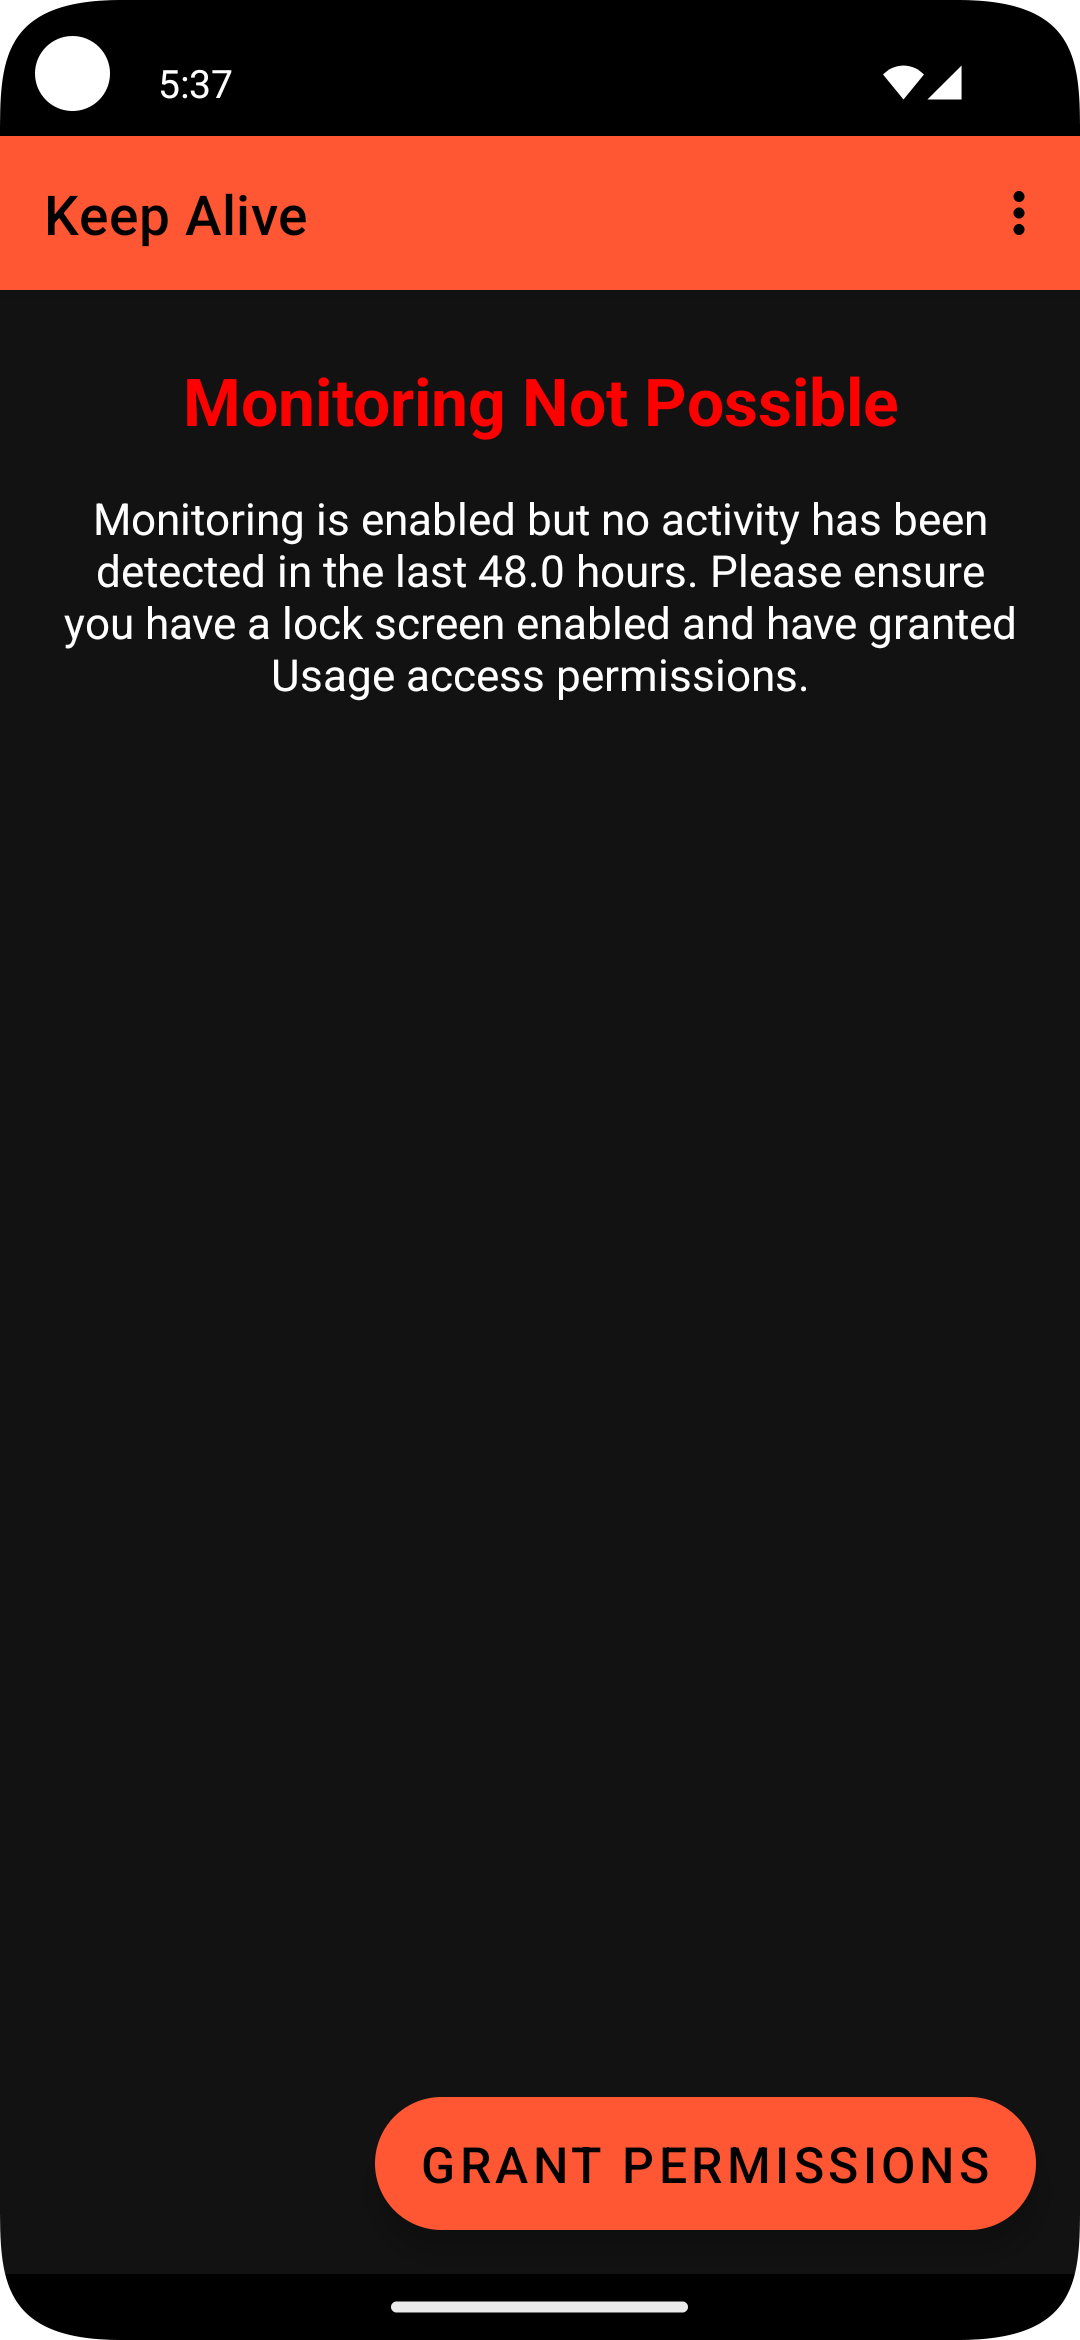 5:37
Keep Alive
Monitoring Not Possible
Monitoring is enabled but no activity has been
detected in the last 48.0 hours. Please ensure
you have a lock screen enabled and have granted
Usage access permissions.
GRANT PERMISSIONS